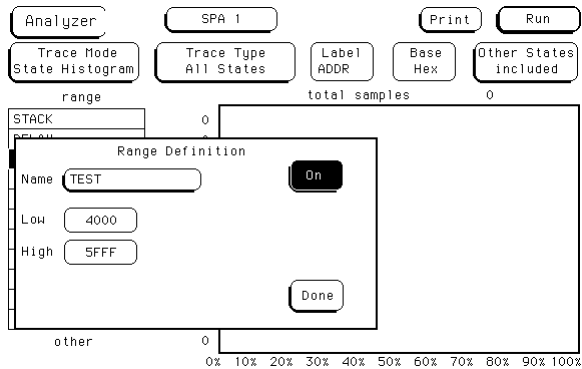 Analyzer SPA 1 Print Run
Trace Mode
State Histogram
Trace Type
All States
Label
ADDR
Base
Hex
Other States
included
range total samples 0
STACK 0
Range Definition
Name TEST On
Low 4000
High 5FFF
Done
other 0
0% 10% 20% 30% 40% 50% 60% 70% 80% 90% 100%